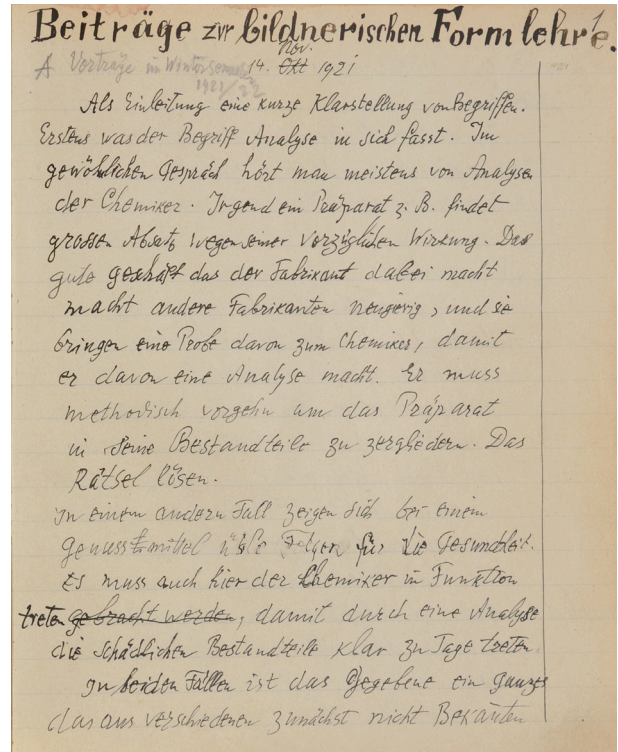 Beiträge zur bildnerischen Formlehre.
Nov.
A Vorträge im Wintersemester 14. Okt 1921
1921/22
Als Einleitung eine kurze Klarstellung von Begriffen.
Erstens was der Begriff Analyse in sich fasst. Im
gewöhnlichen Gespräch hört man meistens von Analysen
der Chemiker. Irgend ein Präparat z. B. findet
grossen Absatz wegen seiner vorzüglichen Wirkung. Das
gute Geschäft das der Fabrikant dabei macht
macht andere Fabrikanten neugierig, und sie
bringen eine Probe davon zum Chemiker, damit
er davon eine Analyse macht. Er muss
methodisch vorgehn um das Präparat
in seine Bestandteile zu zergliedern. Das
Rätsel lösen.
In einem andern Fall zeigen sich bei einem
Genussmittel üble Folgen für die Gesundheit.
Es muss auch hier der Chemiker in Funktion
treten gebracht werden, damit durch eine Analyse
die schädlichen Bestandteile klar zu Tage treten.
In beiden Fällen ist das Gegebene ein ganzes
das aus verschiedenen zunächst nicht Bekannten